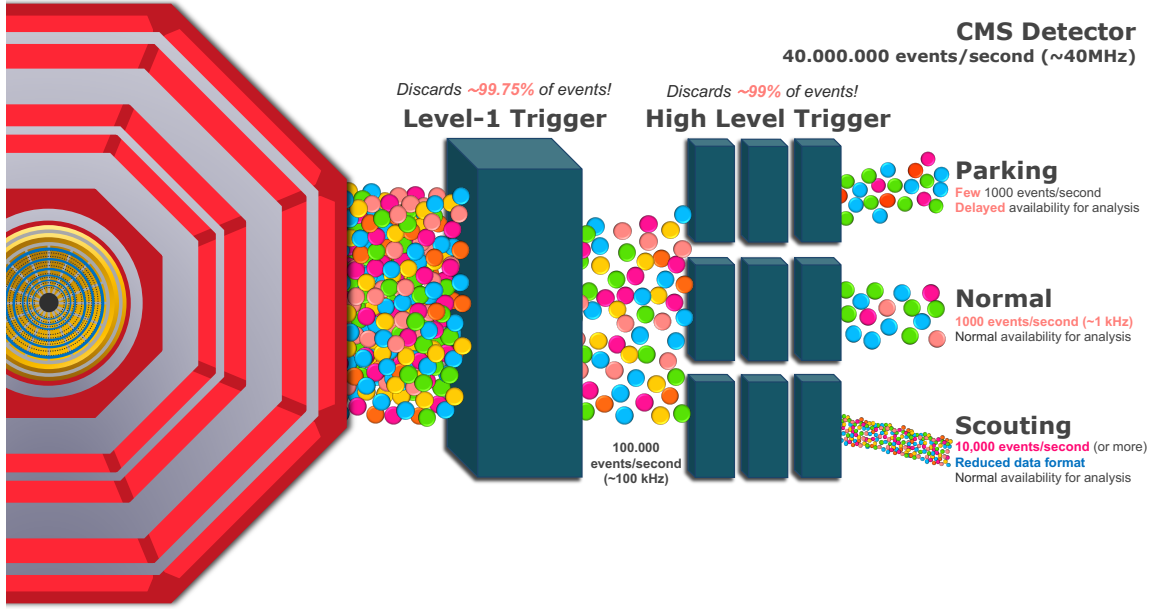 CMS Detector
40.000.000 events/second (~40MHz)
Discards ~99.75% of events!
Level-1 Trigger
Discards ~99% of events!
High Level Trigger
100.000
events/second
(~100 kHz)
Parking
Few 1000 events/second
Delayed availability for analysis
Normal
1000 events/second (~1 kHz)
Normal availability for analysis
Scouting
10,000 events/second (or more)
Reduced data format
Normal availability for analysis